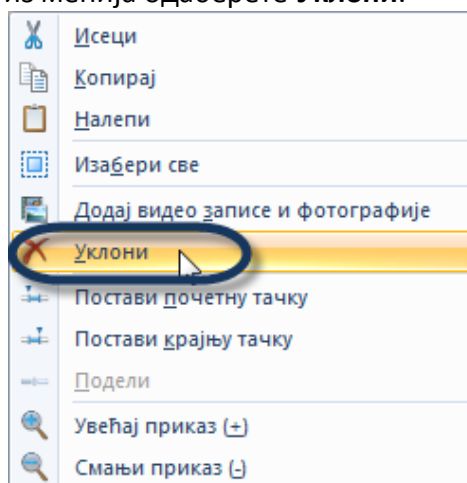 из менија одаберете Уклони.
Исеци
Копирај
Налепи
Изабери све
Додај видео записе и фотографије
Уклони
Постави почетну тачку
Постави крајњу тачку
Подели
Увећај приказ (+)
Смањи приказ (-)